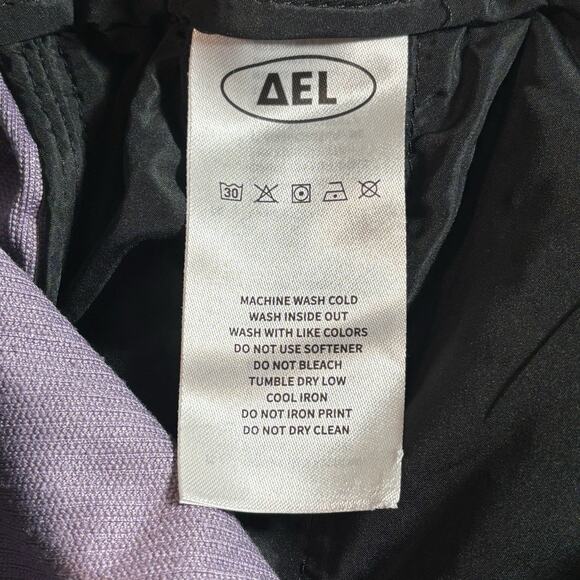 ΔEL
30
MACHINE WASH COLD
WASH INSIDE OUT
WASH WITH LIKE COLORS
DO NOT USE SOFTENER
DO NOT BLEACH
TUMBLE DRY LOW
COOL IRON
DO NOT IRON PRINT
DO NOT DRY CLEAN